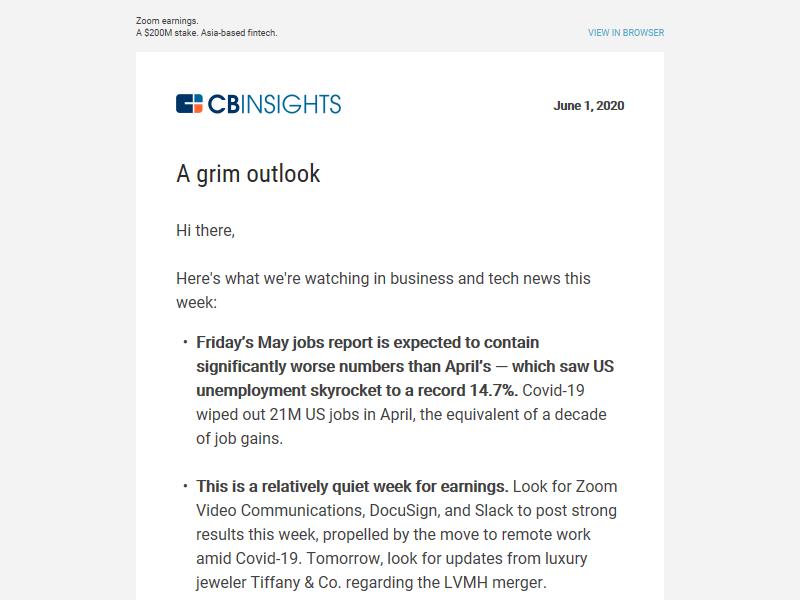 Zoom earnings.
A $200M stake. Asia-based fintech.
VIEW IN BROWSER
CBINSIGHTS
June 1, 2020
A grim outlook
Hi there,
Here's what we're watching in business and tech news this
week:
• Friday’s May jobs report is expected to contain
significantly worse numbers than April’s — which saw US
unemployment skyrocket to a record 14.7%. Covid-19
wiped out 21M US jobs in April, the equivalent of a decade
of job gains.
• This is a relatively quiet week for earnings. Look for Zoom
Video Communications, DocuSign, and Slack to post strong
results this week, propelled by the move to remote work
amid Covid-19. Tomorrow, look for updates from luxury
jeweler Tiffany & Co. regarding the LVMH merger.